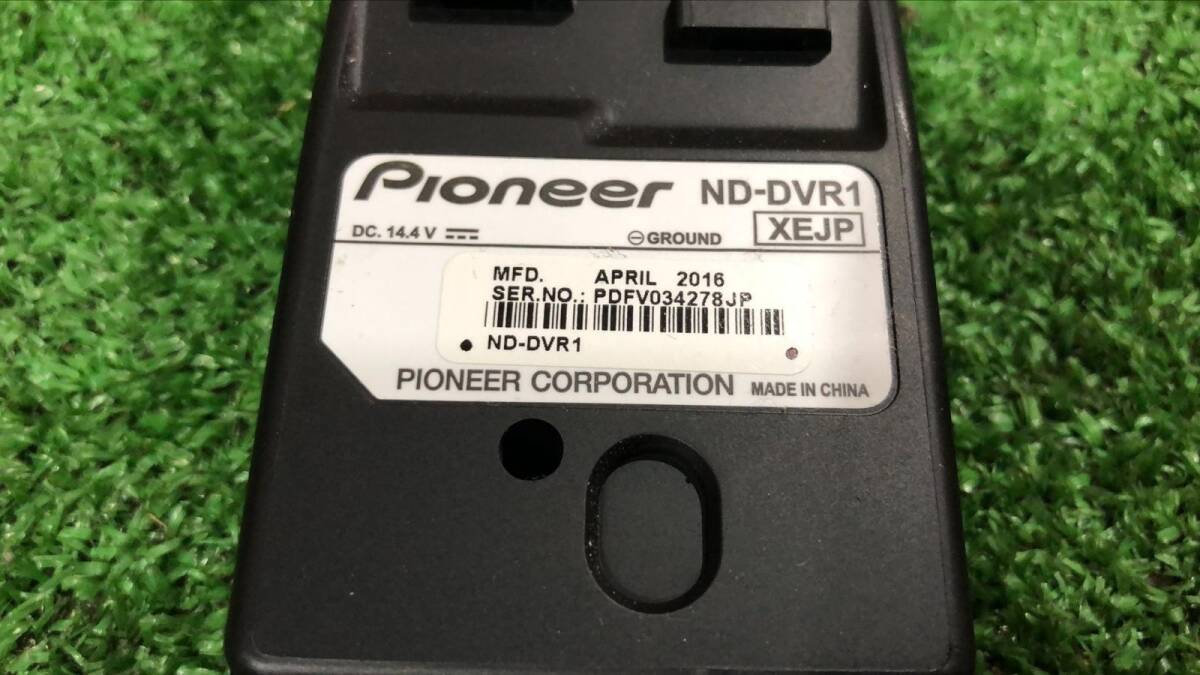 Pioneer ND-DVR1
DC. 14.4 V ⎓ ⊖GROUND XEJP
MFD. APRIL 2016
SER.NO.: PDFV034278JP
ND-DVR1
PIONEER CORPORATION MADE IN CHINA